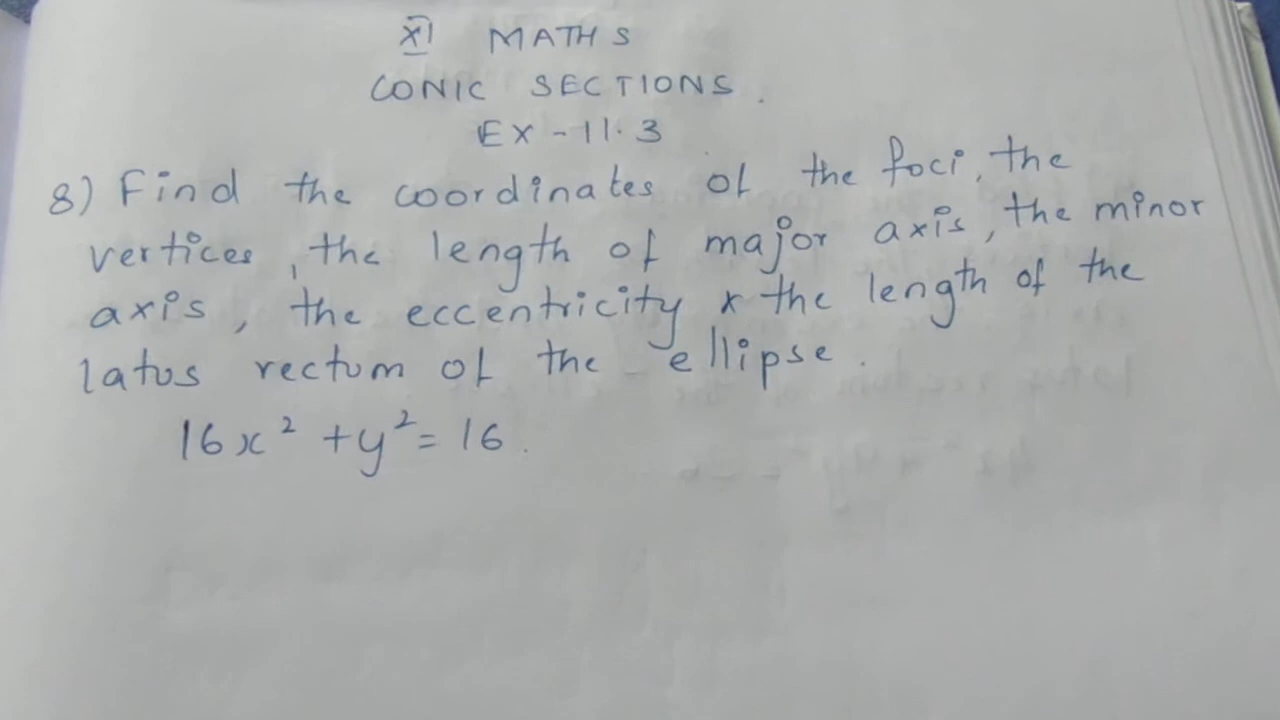 XI MATHS
CONIC SECTIONS.
EX-11.3
8) Find the coordinates of the foci, the
vertices, the length of major axis, the minor
axis, the eccentricity & the length of the
latus rectum of the ellipse.
16x² + y² = 16.